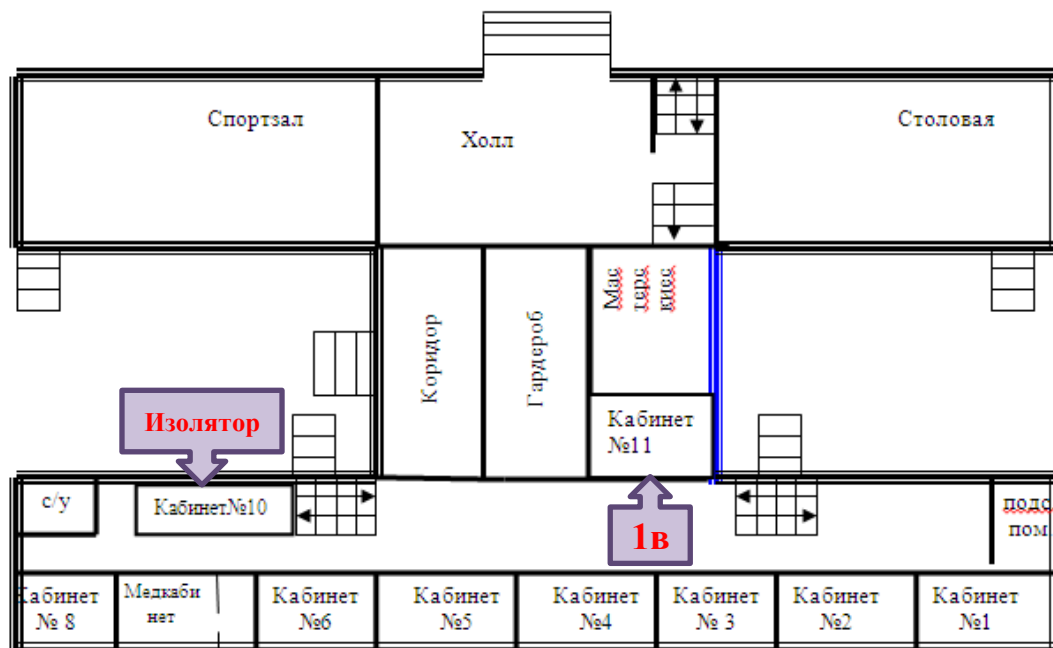 Спортзал
Холл
Столовая
Коридор
Гардероб
Мас
терс
Кабинет
№11
Изолятор
с/у
Кабинет№10
1в
пом
Кабинет
№ 8
Медкаби
нет
Кабинет
№6
Кабинет
№5
Кабинет
№4
Кабинет
№ 3
Кабинет
№2
Кабинет
№1